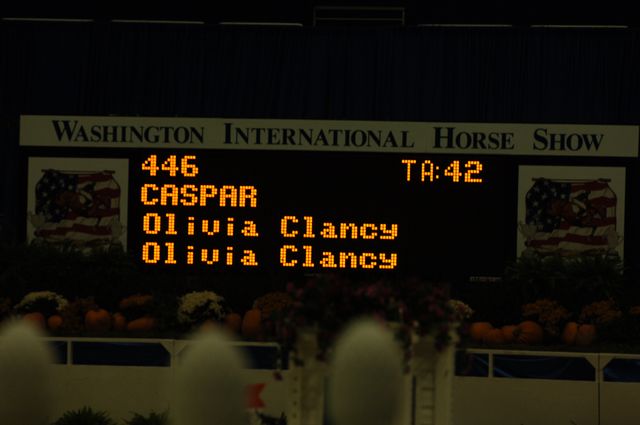 WASHINGTON INTERNATIONAL HORSE SHOW
446 TA:42
CASPAR
Olivia Clancy
Olivia Clancy